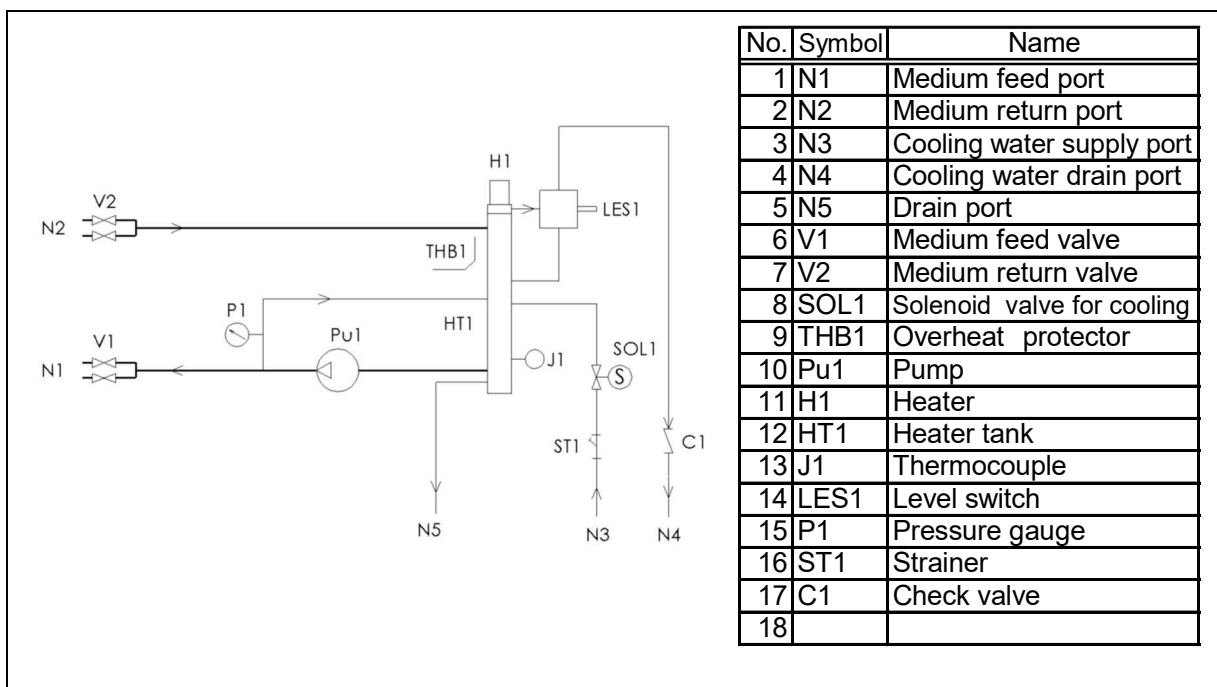 H1
V2
N2
LES1
THB1
P1
HT1
Pu1
V1
J1
SOL1
N1
S
ST1
C1
N5
N3
N4
No. Symbol Name
1 N1 Medium feed port
2 N2 Medium return port
3 N3 Cooling water supply port
4 N4 Cooling water drain port
5 N5 Drain port
6 V1 Medium feed valve
7 V2 Medium return valve
8 SOL1 Solenoid valve for cooling
9 THB1 Overheat protector
10 Pu1 Pump
11 H1 Heater
12 HT1 Heater tank
13 J1 Thermocouple
14 LES1 Level switch
15 P1 Pressure gauge
16 ST1 Strainer
17 C1 Check valve
18